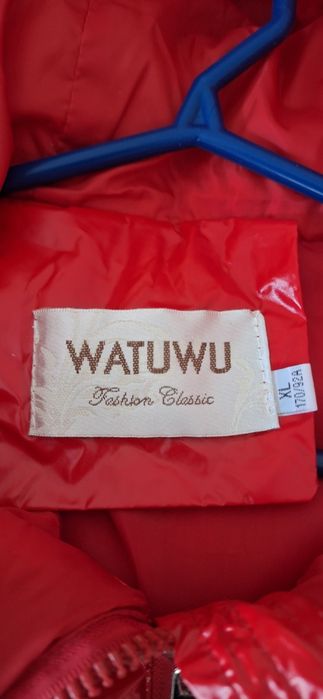 WATUWU
Fashion Classic
XL
170/92A